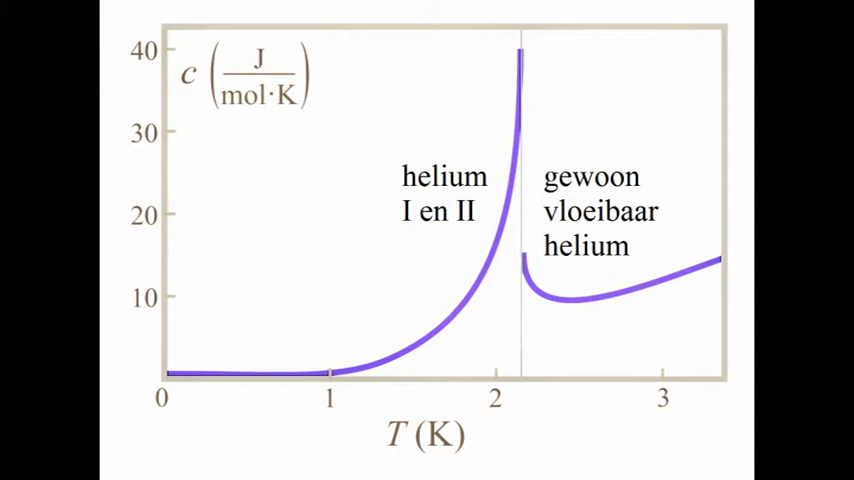 40
c (J / mol·K)
30
helium
I en II
gewoon
vloeibaar
helium
20
10
0
1
2
3
T (K)